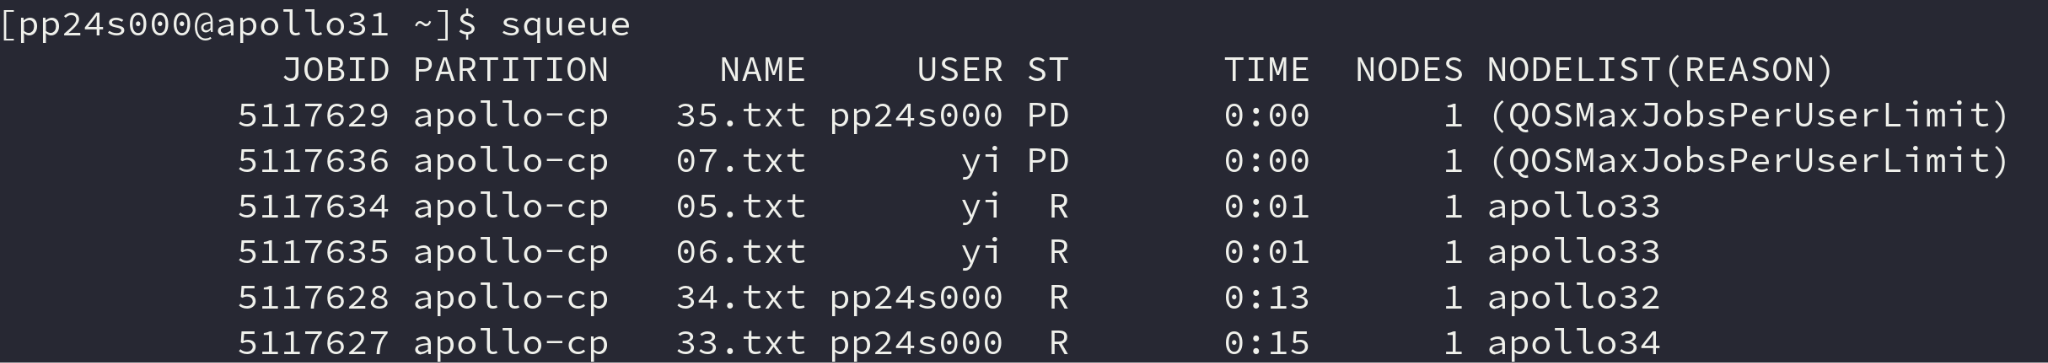 [pp24s000@apollo31 ~]$ squeue
JOBID PARTITION NAME USER ST TIME NODES NODELIST(REASON)
5117629 apollo-cp 35.txt pp24s000 PD 0:00 1 (QOSMaxJobsPerUserLimit)
5117636 apollo-cp 07.txt yi PD 0:00 1 (QOSMaxJobsPerUserLimit)
5117634 apollo-cp 05.txt yi R 0:01 1 apollo33
5117635 apollo-cp 06.txt yi R 0:01 1 apollo33
5117628 apollo-cp 34.txt pp24s000 R 0:13 1 apollo32
5117627 apollo-cp 33.txt pp24s000 R 0:15 1 apollo34